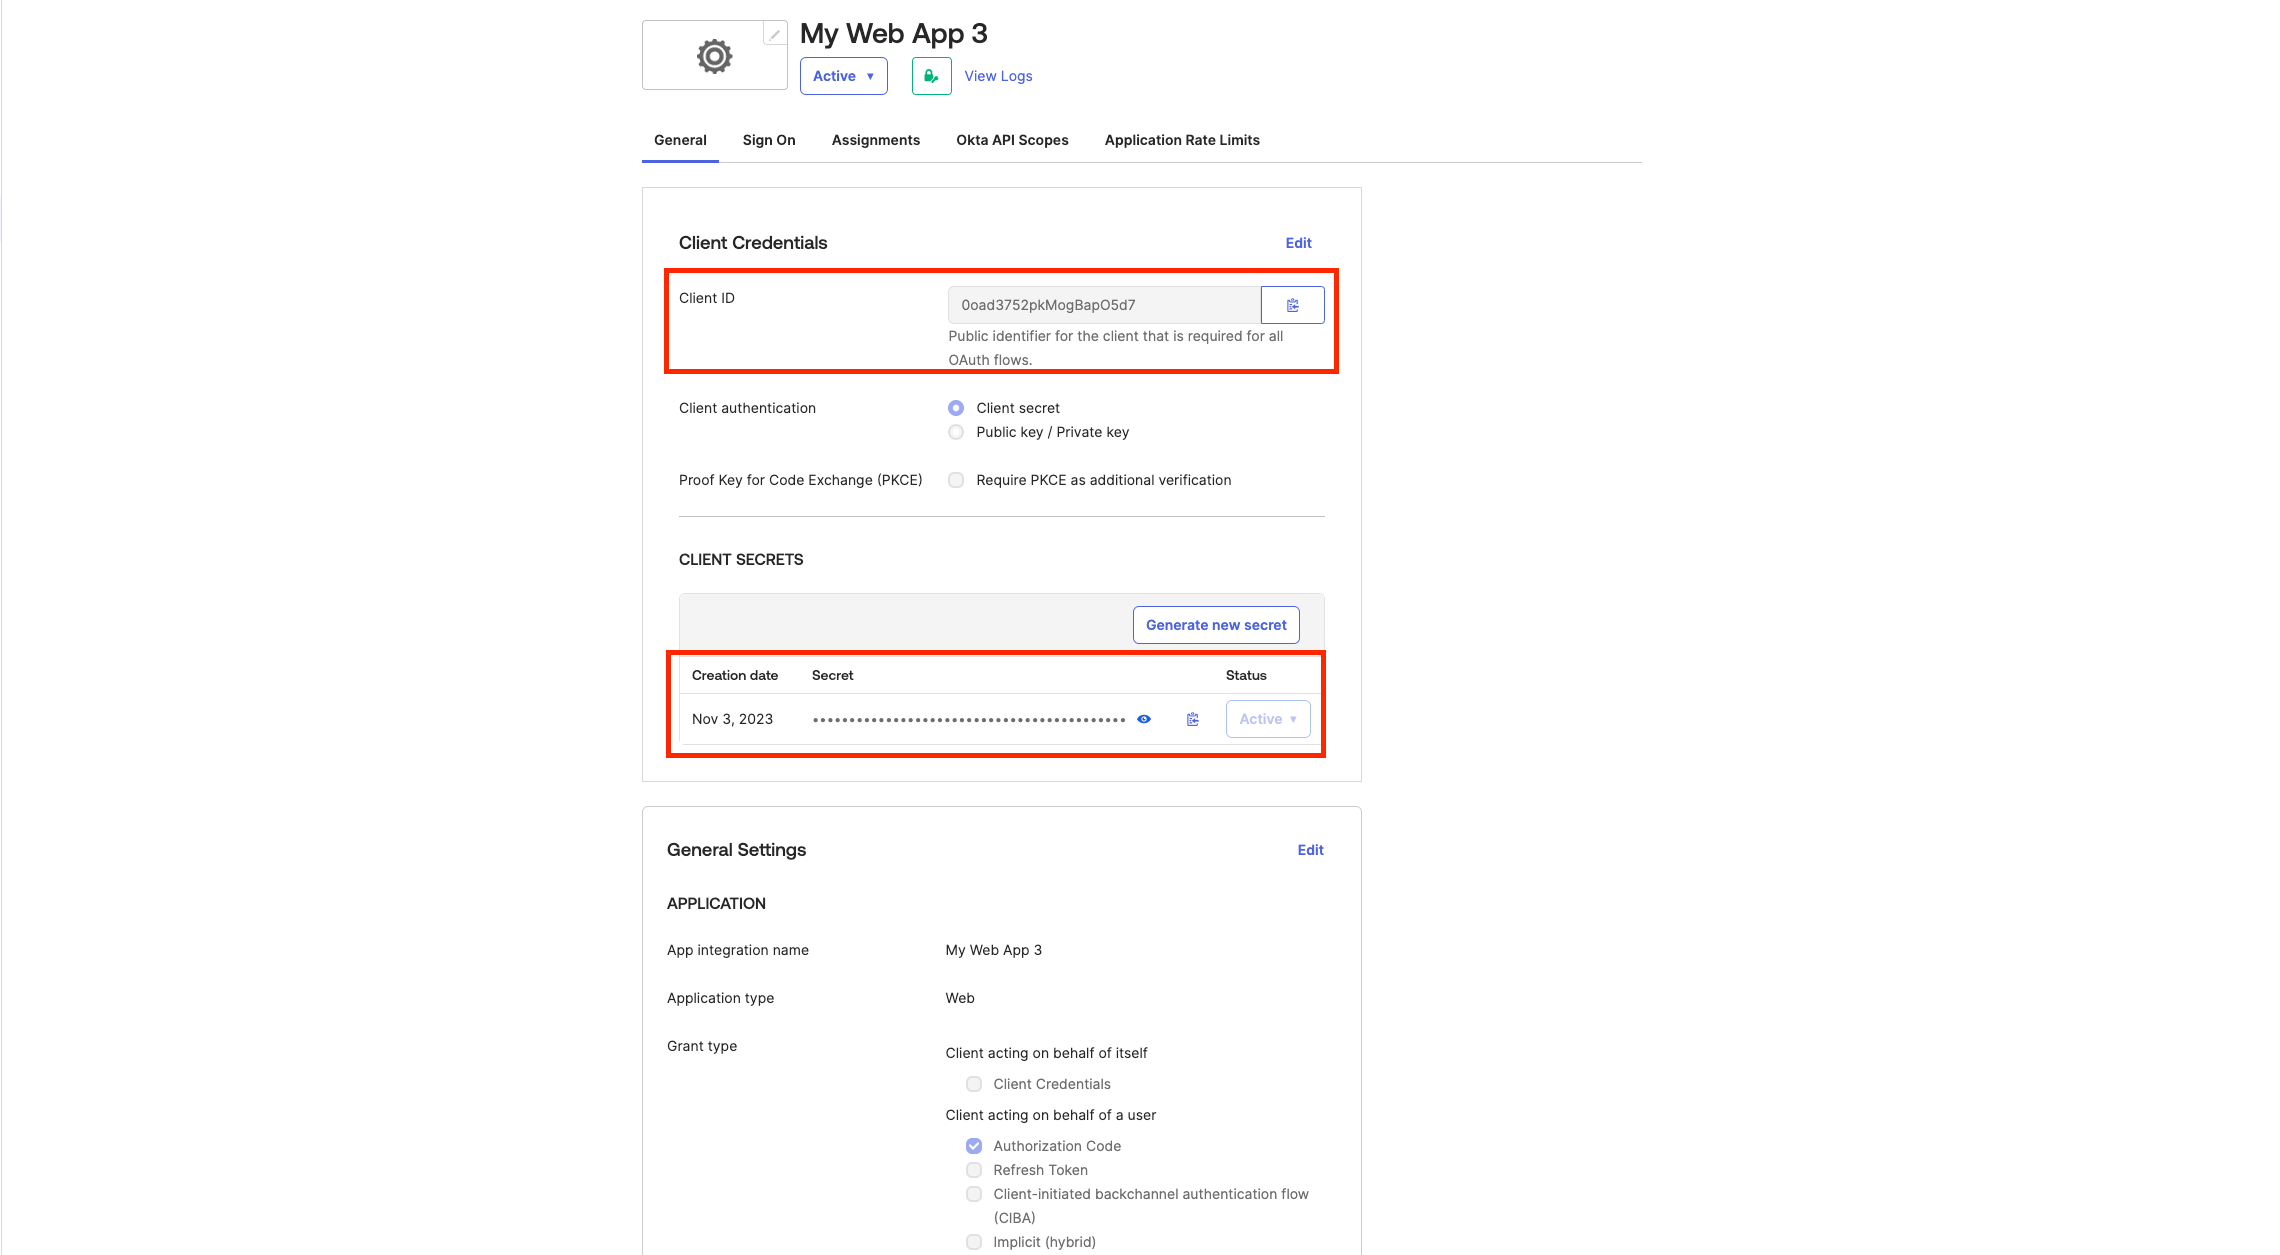 My Web App 3
Active
View Logs
General Sign On Assignments Okta API Scopes Application Rate Limits
Client Credentials Edit
Client ID 0oad3752pkMogBapO5d7
Public identifier for the client that is required for all
OAuth flows.
Client authentication Client secret
Public key / Private key
Proof Key for Code Exchange (PKCE) Require PKCE as additional verification
CLIENT SECRETS
Generate new secret
Creation date Secret Status
Nov 3, 2023 •••••••••••••••••••••••••••••••••••••••••••• Active
General Settings Edit
APPLICATION
App integration name My Web App 3
Application type Web
Grant type Client acting on behalf of itself
Client Credentials
Client acting on behalf of a user
Authorization Code
Refresh Token
Client-initiated backchannel authentication flow
(CIBA)
Implicit (hybrid)